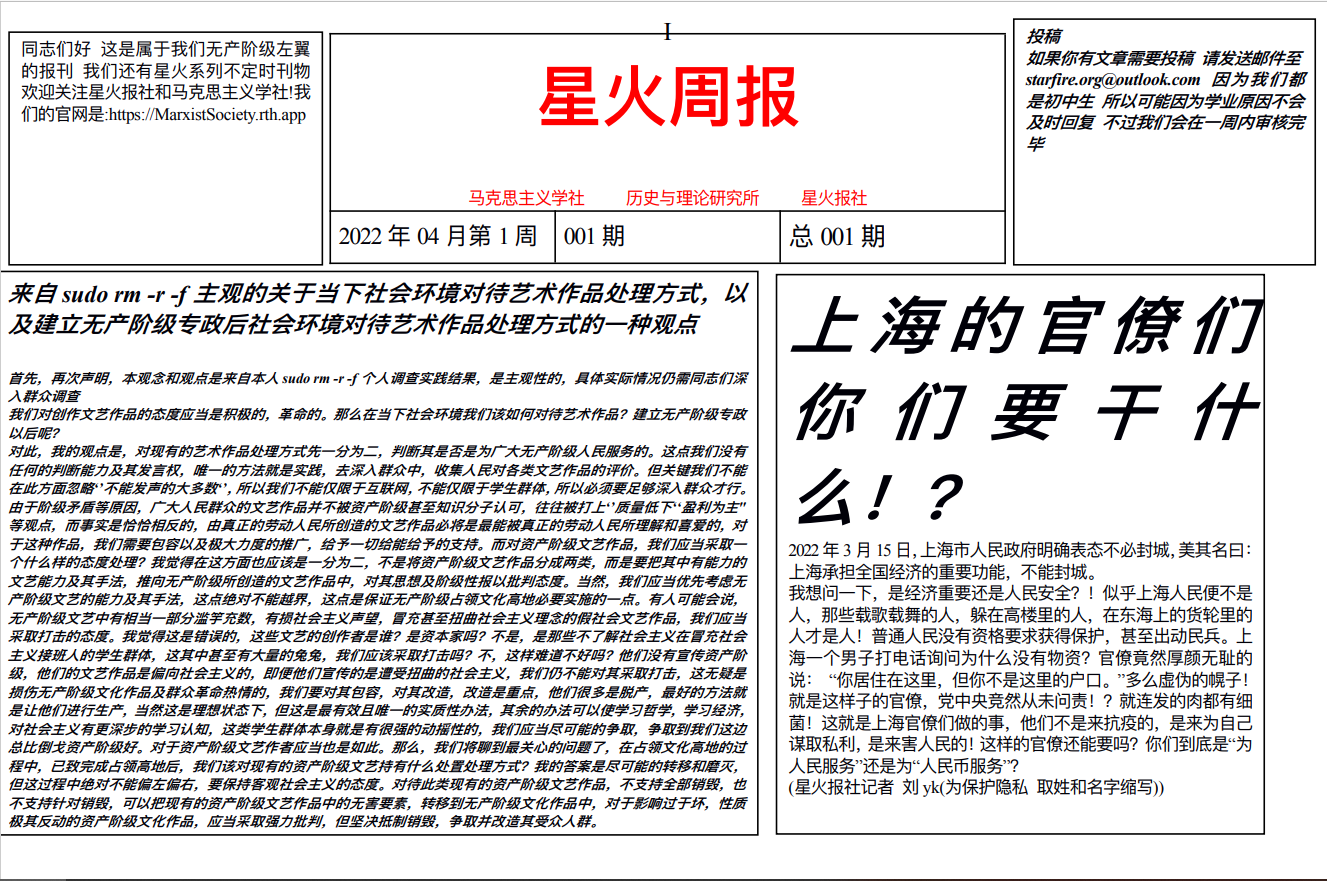 同志们好 这是属于我们无产阶级左翼
的报刊 我们还有星火系列不定时刊物
欢迎关注星火报社和马克思主义学社!我
们的官网是:https://MarxistSociety.rth.app
I
星火周报
马克思主义学社 历史与理论研究所 星火报社
2022 年 04 月第 1 周 001 期 总 001 期
投稿
如果你有文章需要投稿 请发送邮件至
starfire.org@outlook.com 因为我们都
是初中生 所以可能因为学业原因不会
及时回复 不过我们会在一周内审核完
毕
来自 sudo rm -r -f 主观的关于当下社会环境对待艺术作品处理方式，以
及建立无产阶级专政后社会环境对待艺术作品处理方式的一种观点
首先，再次声明，本观念和观点是来自本人 sudo rm -r -f 个人调查实践结果，是主观性的，具体实际情况仍需同志们深
入群众调查
我们对创作文艺作品的态度应当是积极的，革命的。那么在当下社会环境我们该如何对待艺术作品？建立无产阶级专政
以后呢？
对此，我的观点是，对现有的艺术作品处理方式先一分为二，判断其是否是为广大无产阶级人民服务的。这点我们没有
任何的判断能力及其发言权，唯一的方法就是实践，去深入群众中，收集人民对各类文艺作品的评价。但关键我们不能
在此方面忽略‘’不能发声的大多数‘’，所以我们不能仅限于互联网，不能仅限于学生群体，所以必须要足够深入群众才行。
由于阶级矛盾等原因，广大人民群众的文艺作品并不被资产阶级甚至知识分子认可，往往被打上‘’质量低下‘‘盈利为主"
等观点，而事实是恰恰相反的，由真正的劳动人民所创造的文艺作品必将是最能被真正的劳动人民所理解和喜爱的，对
于这种作品，我们需要包容以及极大力度的推广，给予一切给能给予的支持。而对资产阶级文艺作品，我们应当采取一
个什么样的态度处理？我觉得在这方面也应该是一分为二，不是将资产阶级文艺作品分成两类，而是要把其中有能力的
文艺能力及其手法，推向无产阶级所创造的文艺作品中，对其思想及阶级性报以批判态度。当然，我们应当优先考虑无
产阶级文艺的能力及其手法，这点绝对不能越界，这点是保证无产阶级占领文化高地必要实施的一点。有人可能会说，
无产阶级文艺中有相当一部分滥竽充数，有损社会主义声望，冒充甚至扭曲社会主义理念的假社会文艺作品，我们应当
采取打击的态度。我觉得这是错误的，这些文艺的创作者是谁？是资本家吗？不是，是那些不了解社会主义在冒充社会
主义接班人的学生群体，这其中甚至有大量的兔兔，我们应该采取打击吗？不，这样难道不好吗？他们没有宣传资产阶
级，他们的文艺作品是偏向社会主义的，即便他们宣传的是遭受扭曲的社会主义，我们仍不能对其采取打击，这无疑是
损伤无产阶级文化作品及群众革命热情的，我们要对其包容，对其改造，改造是重点，他们很多是脱产，最好的方法就
是让他们进行生产，当然这是理想状态下，但这是最有效且唯一的实质性办法，其余的办法可以使学习哲学，学习经济，
对社会主义有更深步的学习认知，这类学生群体本身就是有很强的动摇性的，我们应当尽可能的争取，争取到我们这边
总比倒戈资产阶级好。对于资产阶级文艺作者应当也是如此。那么，我们将聊到最关心的问题了，在占领文化高地的过
程中，已致完成占领高地后，我们该对现有的资产阶级文艺持有什么处置处理方式？我的答案是尽可能的转移和磨灭，
但这过程中绝对不能偏左偏右，要保持客观社会主义的态度。对待此类现有的资产阶级文艺作品，不支持全部销毁，也
不支持针对销毁，可以把现有的资产阶级文艺作品中的无害要素，转移到无产阶级文化作品中，对于影响过于坏，性质
极其反动的资产阶级文化作品，应当采取强力批判，但坚决抵制销毁，争取并改造其受众人群。
上海的官僚们
你们要干什
么！？
2022 年 3 月 15 日，上海市人民政府明确表态不必封城，美其名曰：
上海承担全国经济的重要功能，不能封城。
我想问一下，是经济重要还是人民安全？！似乎上海人民便不是
人，那些载歌载舞的人，躲在高楼里的人，在东海上的货轮里的
人才是人！普通人民没有资格要求获得保护，甚至出动民兵。上
海一个男子打电话询问为什么没有物资？官僚竟然厚颜无耻的
说： “你居住在这里，但你不是这里的户口。”多么虚伪的幌子！
就是这样子的官僚，党中央竟然从未问责！？就连发的肉都有细
菌！这就是上海官僚们做的事，他们不是来抗疫的，是来为自己
谋取私利，是来害人民的！这样的官僚还能要吗？你们到底是“为
人民服务”还是为“人民币服务”？
(星火报社记者 刘 yk(为保护隐私 取姓和名字缩写))